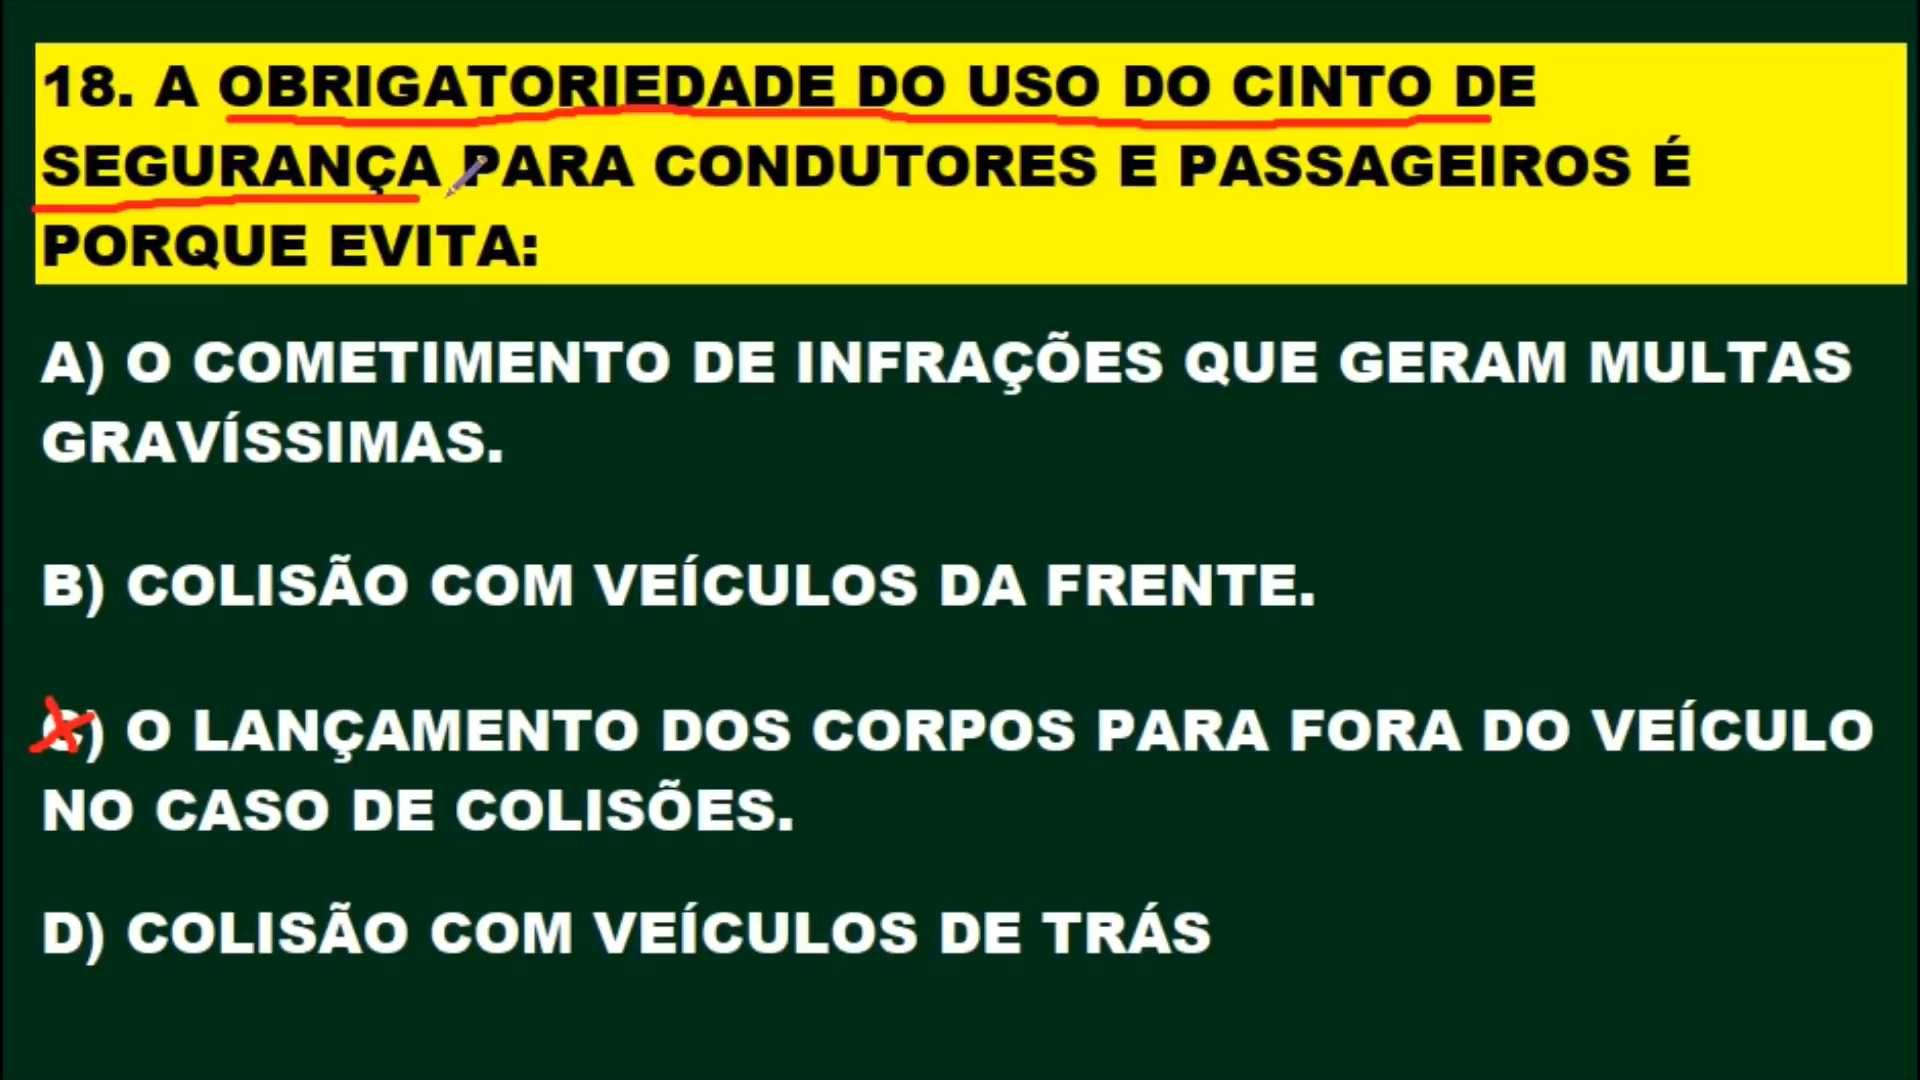 18. A OBRIGATORIEDADE DO USO DO CINTO DE
SEGURANÇA PARA CONDUTORES E PASSAGEIROS É
PORQUE EVITA:
A) O COMETIMENTO DE INFRAÇÕES QUE GERAM MULTAS
GRAVÍSSIMAS.
B) COLISÃO COM VEÍCULOS DA FRENTE.
C) O LANÇAMENTO DOS CORPOS PARA FORA DO VEÍCULO
NO CASO DE COLISÕES.
D) COLISÃO COM VEÍCULOS DE TRÁS